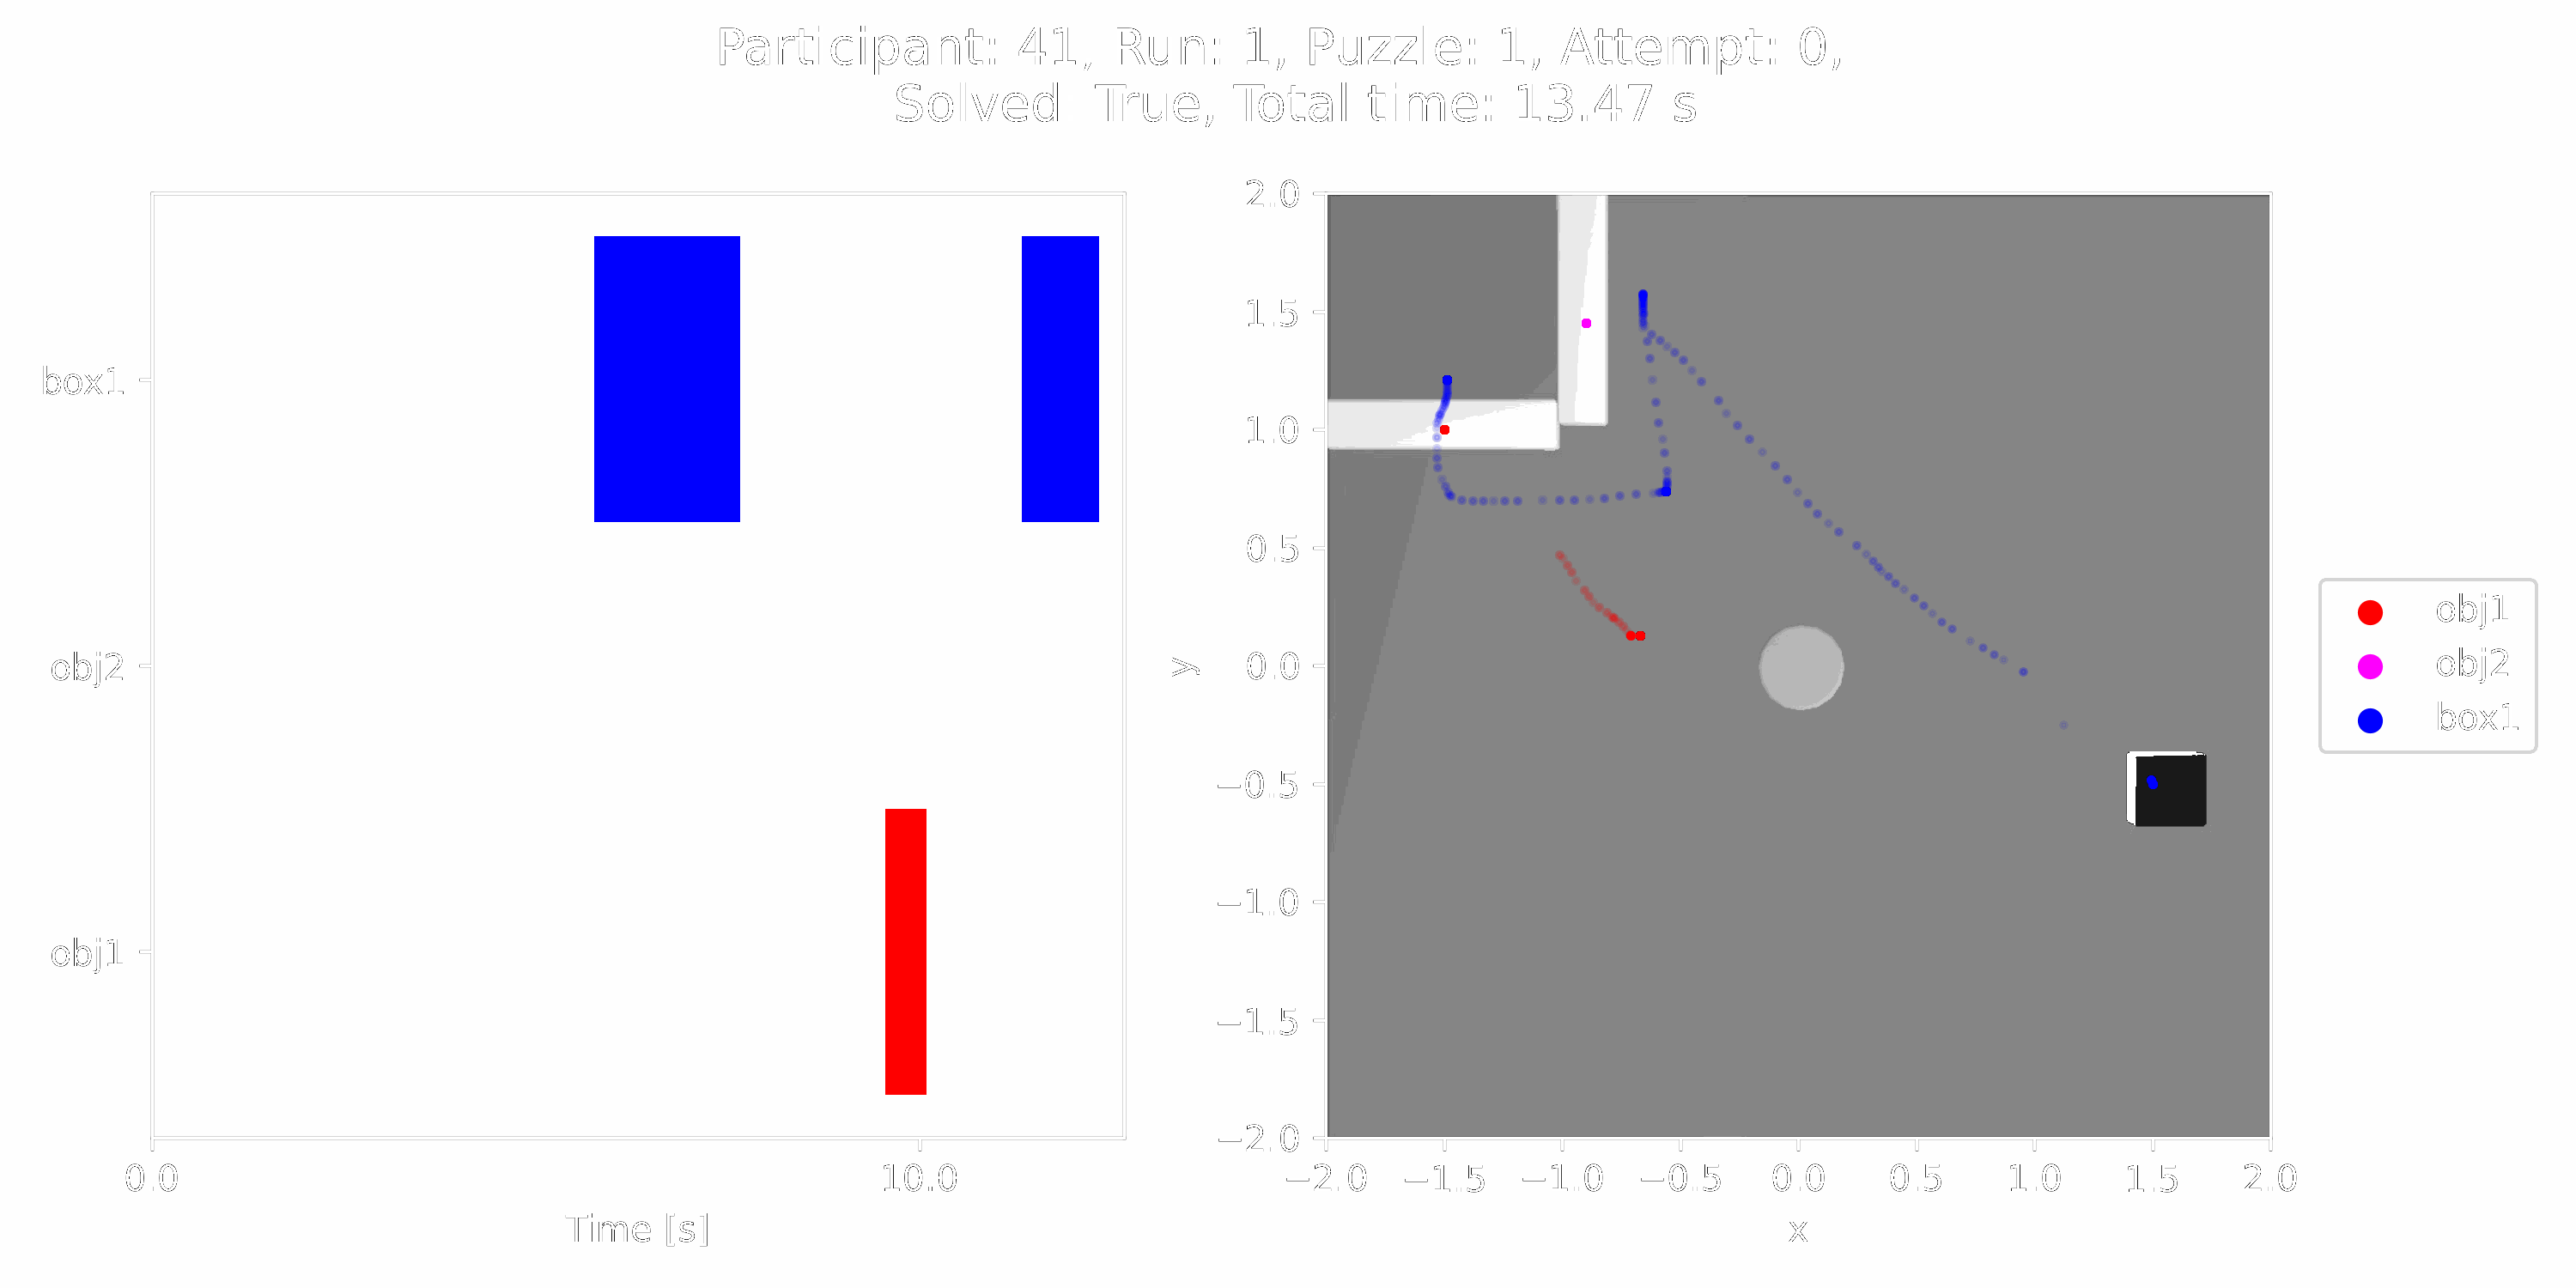 Participant: 41, Run: 1, Puzzle: 1, Attempt: 0,
Solved True, Total time: 13.47 s
box1
obj2
obj1
0.0
10.0
Time [s]
y
2.0
1.5
1.0
0.5
0.0
−0.5
−1.0
−1.5
−2.0
−2.0
−1.5
−1.0
−0.5
0.0
0.5
1.0
1.5
2.0
x
obj1
obj2
box1